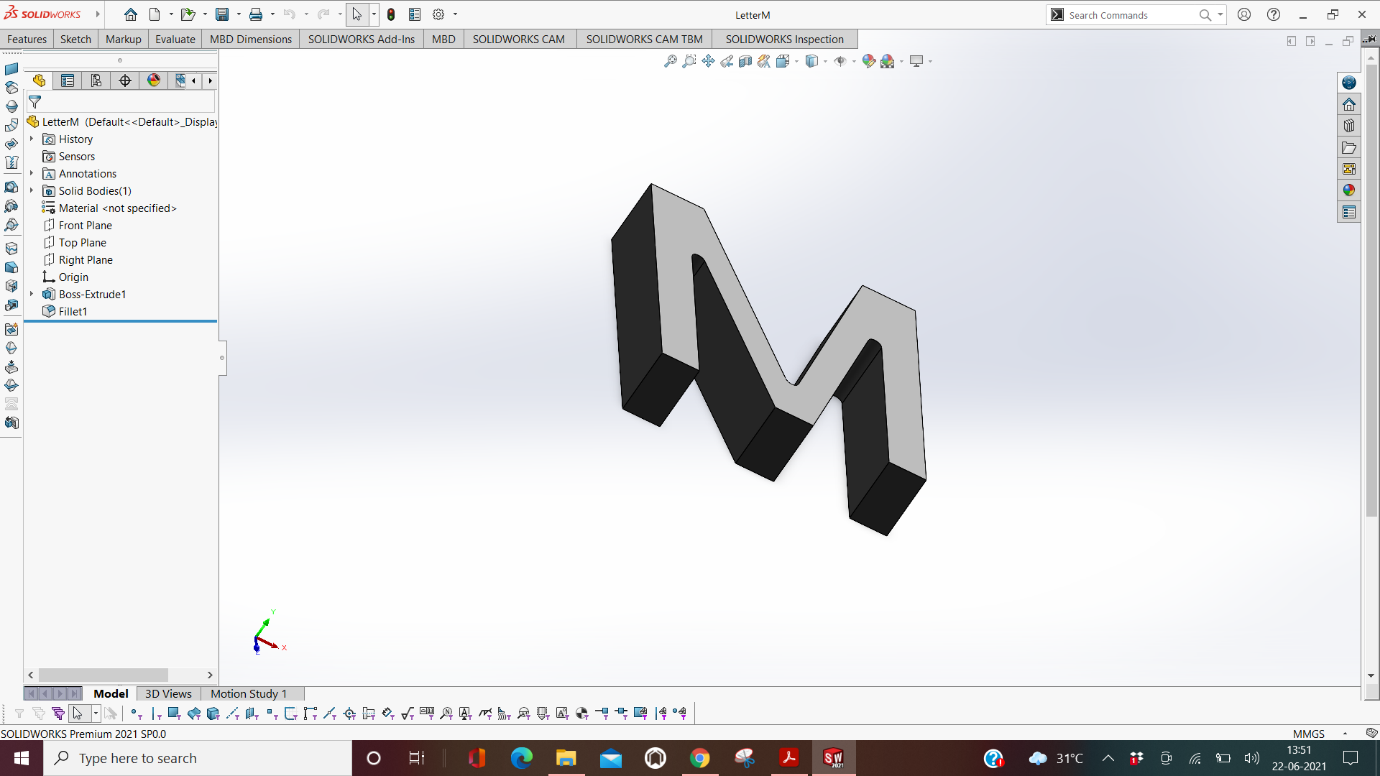 SOLIDWORKS
LetterM
Search Commands
Features
Sketch
Markup
Evaluate
MBD Dimensions
SOLIDWORKS Add-Ins
MBD
SOLIDWORKS CAM
SOLIDWORKS CAM TBM
SOLIDWORKS Inspection
LetterM (Default<<Default>_Display
History
Sensors
Annotations
Solid Bodies(1)
Material <not specified>
Front Plane
Top Plane
Right Plane
Origin
Boss-Extrude1
Fillet1
Y
X
Z
Model
3D Views
Motion Study 1
SOLIDWORKS Premium 2021 SP0.0
MMGS
Type here to search
SW
2021
31°C
13:51
22-06-2021